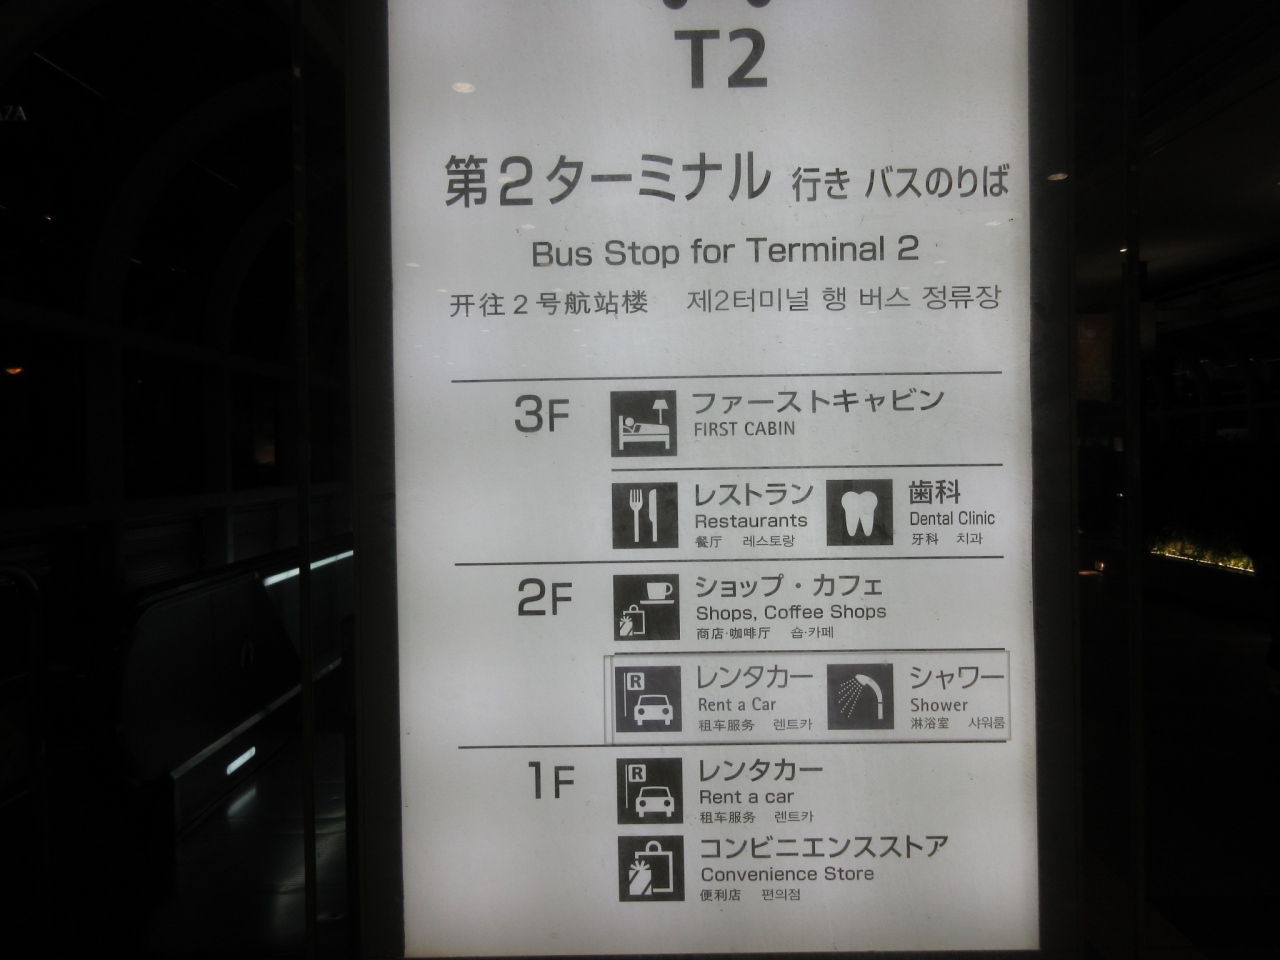 T2
第2ターミナル 行き バスのりば
Bus Stop for Terminal 2
开往2号航站楼 제2터미널 행 버스 정류장
3F
ファーストキャビン
FIRST CABIN
レストラン
Restaurants
餐厅 레스토랑
歯科
Dental Clinic
牙科 치과
2F
ショップ・カフェ
Shops, Coffee Shops
商店·咖啡厅 숍·카페
R
レンタカー
Rent a Car
租车服务 렌트카
シャワー
Shower
淋浴室 샤워룸
1F
R
レンタカー
Rent a car
租车服务 렌트카
コンビニエンスストア
Convenience Store
便利店 편의점